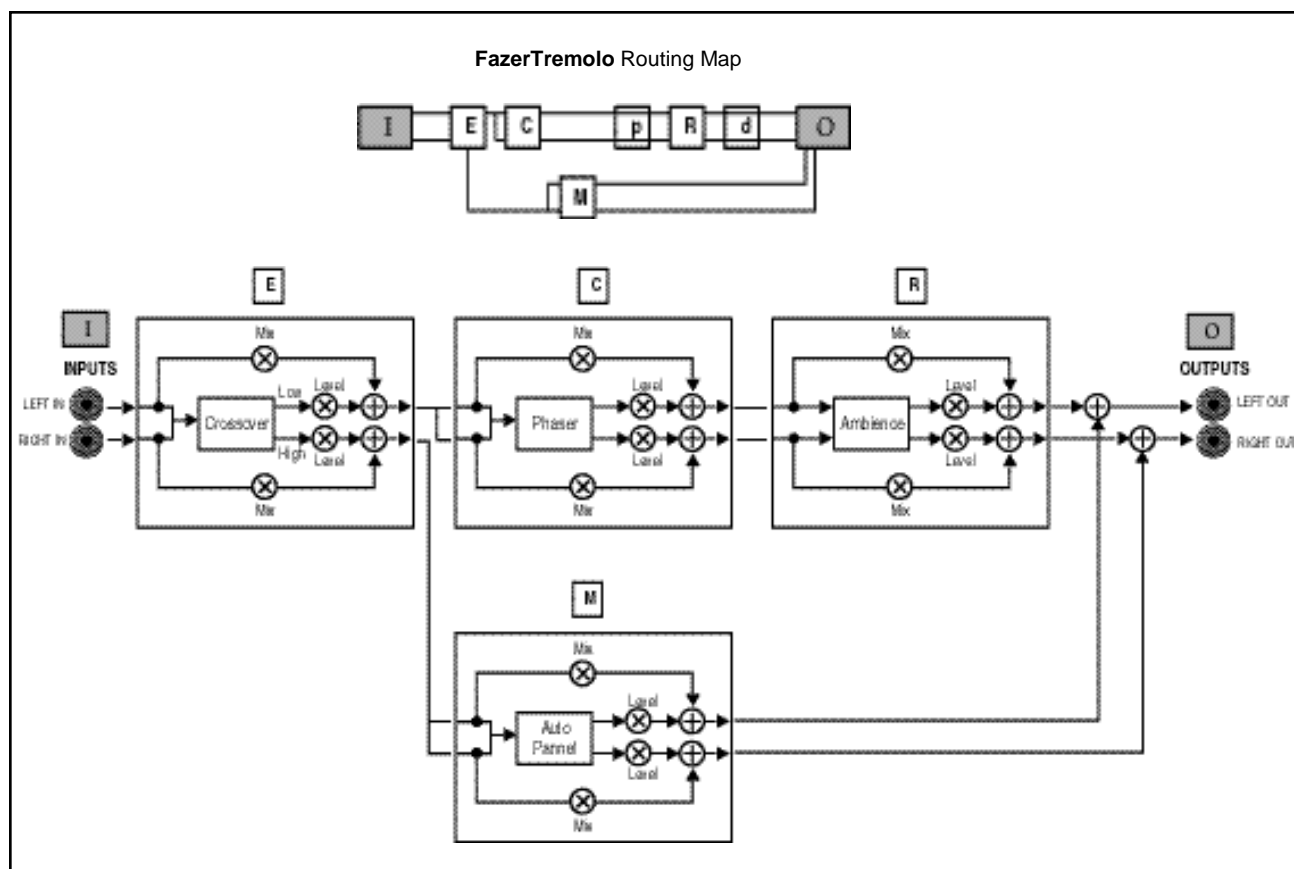 FazerTremolo Routing Map
I E C p R d O
M
E C R
I O
INPUTS OUTPUTS
Mix Mix Mix
LEFT IN Low Level Level Level LEFT OUT
Crossover Phaser Ambience
RIGHT IN High Level Level Level RIGHT OUT
Mix Mix Mix
M
Mix
Level
Auto
Pannel
Level
Mix